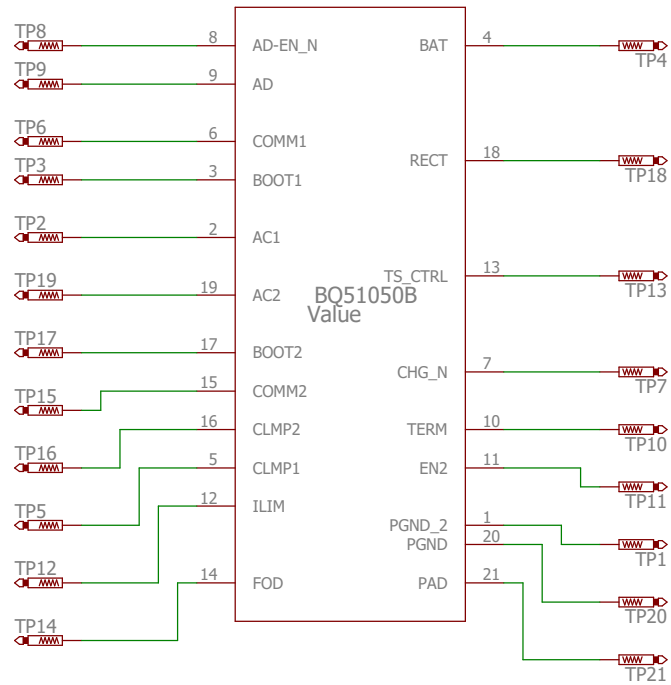 TP8 8 AD-EN_N BAT 4 TP4
TP9 9 AD
TP6 6 COMM1 RECT 18 TP18
TP3 3 BOOT1
TP2 2 AC1
TS_CTRL 13 TP13
TP19 19 AC2 BQ51050B
Value
TP17 17 BOOT2
CHG_N 7 TP7
TP15 15 COMM2
TP16 16 CLMP2 TERM 10 TP10
TP5 5 CLMP1 EN2 11 TP11
TP12 12 ILIM
PGND_2 1 TP1
PGND 20 TP20
TP14 14 FOD PAD 21 TP21